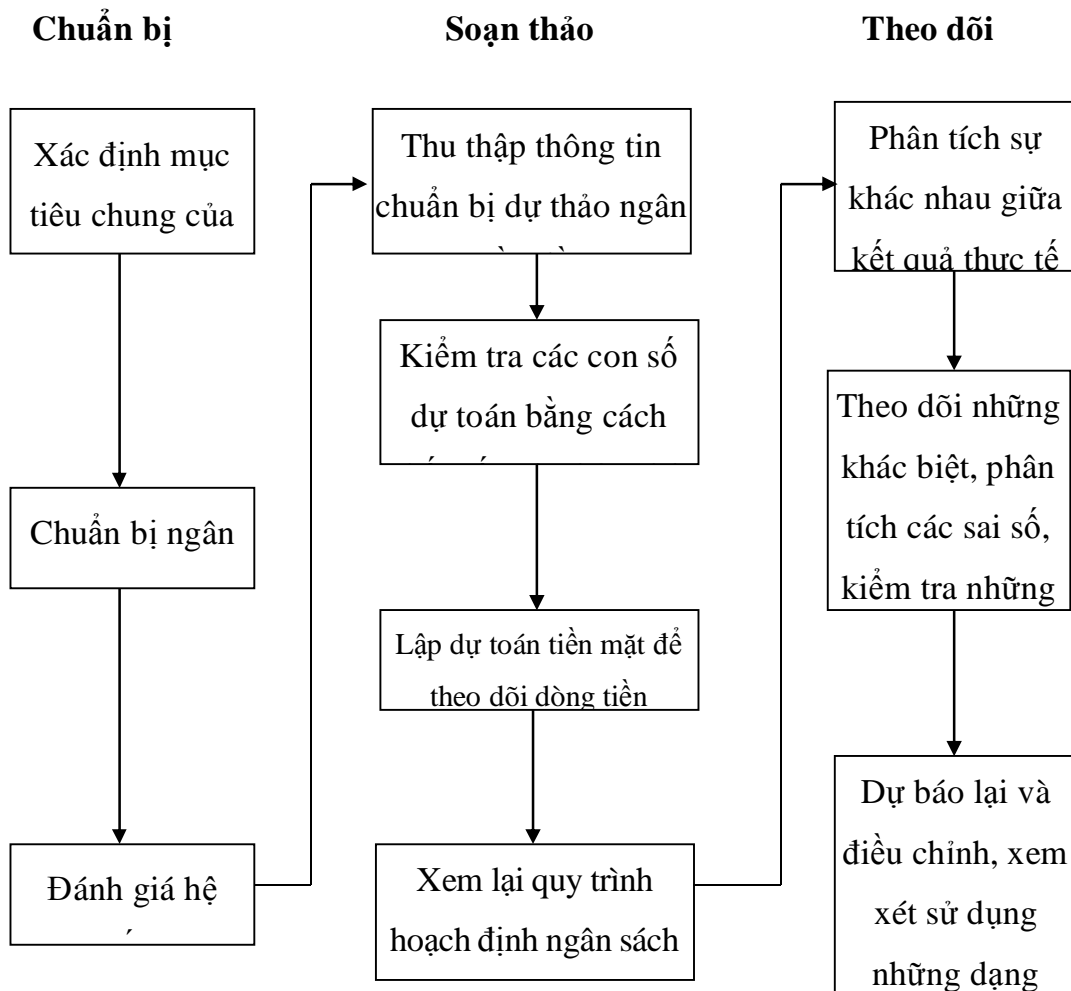 Chuẩn bị
Soạn thảo
Theo dõi
Xác định mục
tiêu chung của
Chuẩn bị ngân
Đánh giá hệ
Thu thập thông tin
chuẩn bị dự thảo ngân
Kiểm tra các con số
dự toán bằng cách
Lập dự toán tiền mặt để
theo dõi dòng tiền
Xem lại quy trình
hoạch định ngân sách
Phân tích sự
khác nhau giữa
kết quả thực tế
Theo dõi những
khác biệt, phân
tích các sai số,
kiểm tra những
Dự báo lại và
điều chỉnh, xem
xét sử dụng
những dạng